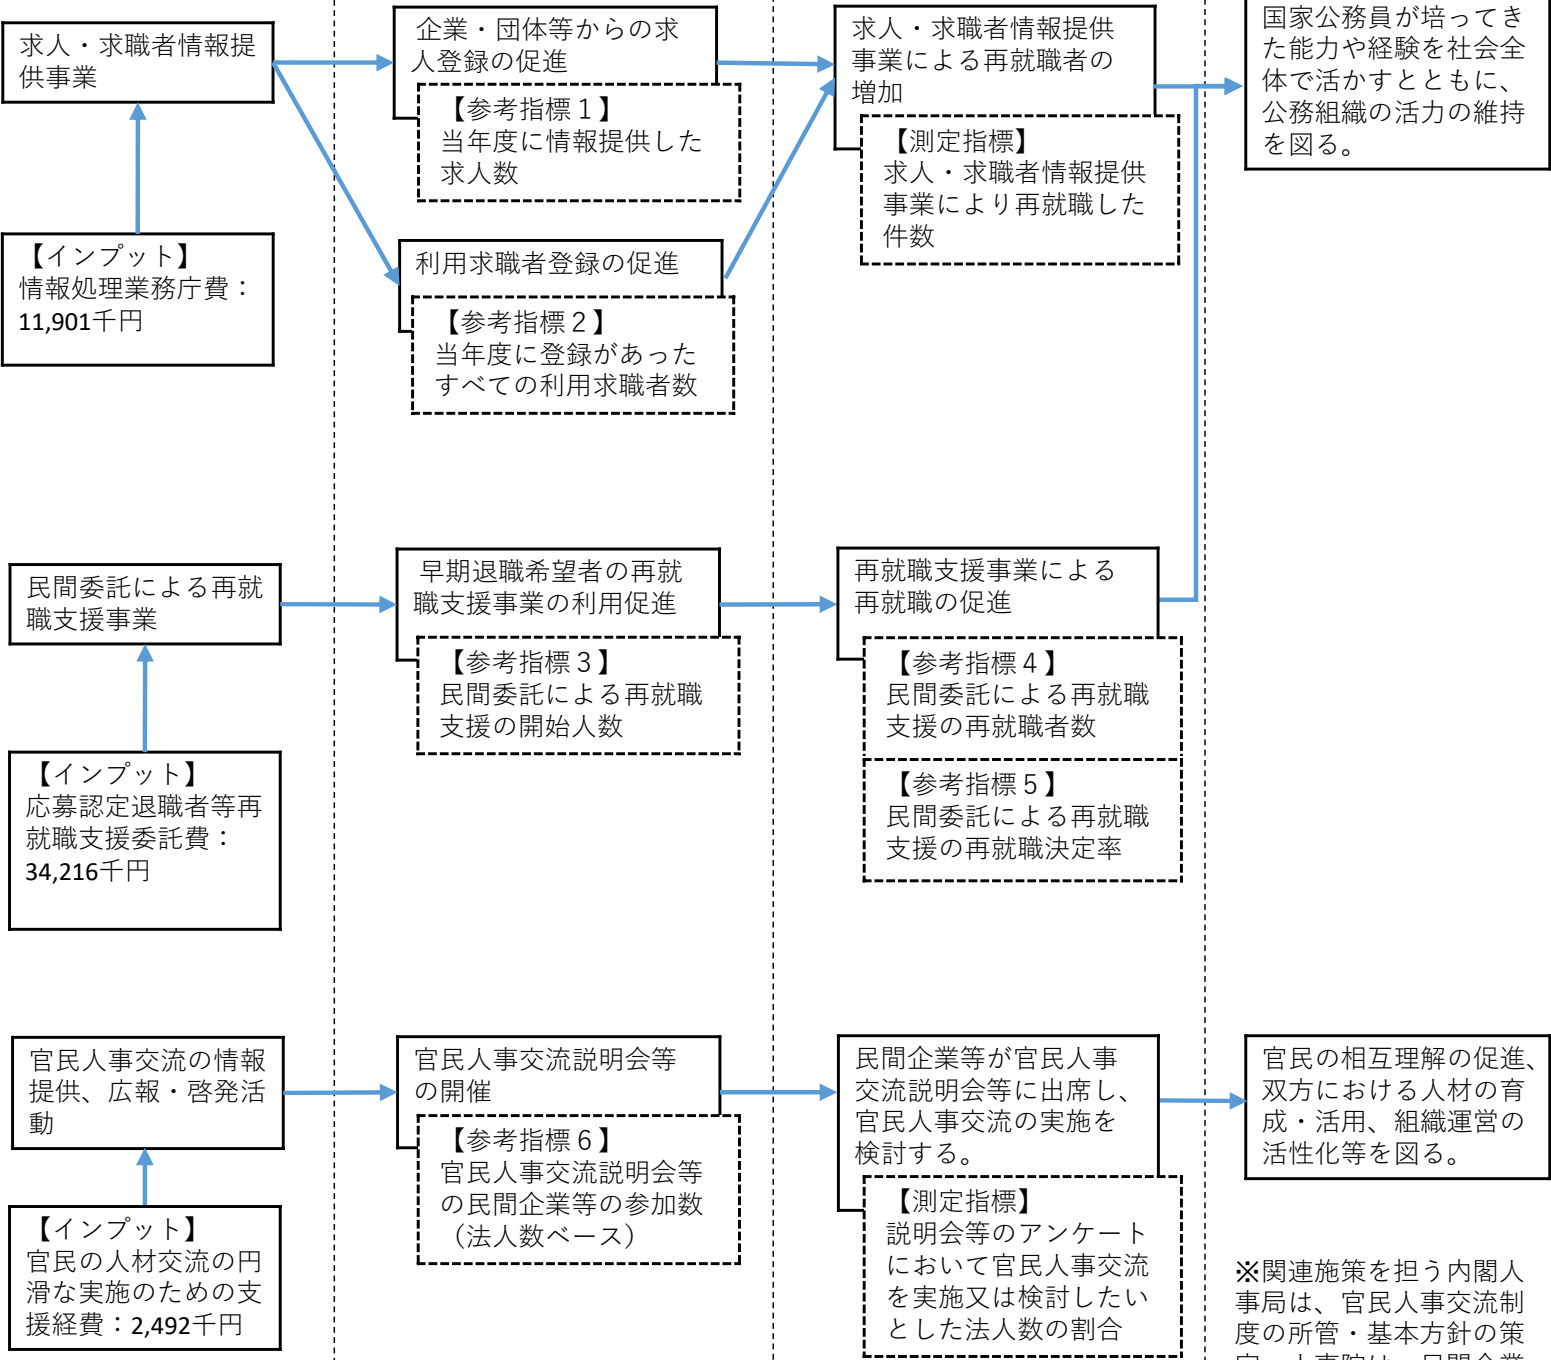 求人・求職者情報提
供事業
【インプット】
情報処理業務庁費：
11,901千円
企業・団体等からの求
人登録の促進
【参考指標１】
当年度に情報提供した
求人数
利用求職者登録の促進
【参考指標２】
当年度に登録があった
すべての利用求職者数
求人・求職者情報提供
事業による再就職者の
増加
【測定指標】
求人・求職者情報提供
事業により再就職した
件数
国家公務員が培ってき
た能力や経験を社会全
体で活かすとともに、
公務組織の活力の維持
を図る。
民間委託による再就
職支援事業
【インプット】
応募認定退職者等再
就職支援委託費：
34,216千円
早期退職希望者の再就
職支援事業の利用促進
【参考指標３】
民間委託による再就職
支援の開始人数
再就職支援事業による
再就職の促進
【参考指標４】
民間委託による再就職
支援の再就職者数
【参考指標５】
民間委託による再就職
支援の再就職決定率
官民人事交流の情報
提供、広報・啓発活
動
【インプット】
官民の人材交流の円
滑な実施のための支
援経費：2,492千円
官民人事交流説明会等
の開催
【参考指標６】
官民人事交流説明会等
の民間企業等の参加数
（法人数ベース）
民間企業等が官民人事
交流説明会等に出席し、
官民人事交流の実施を
検討する。
【測定指標】
説明会等のアンケート
において官民人事交流
を実施又は検討したい
とした法人数の割合
官民の相互理解の促進、
双方における人材の育
成・活用、組織運営の
活性化等を図る。
※関連施策を担う内閣人
事局は、官民人事交流制
度の所管・基本方針の策